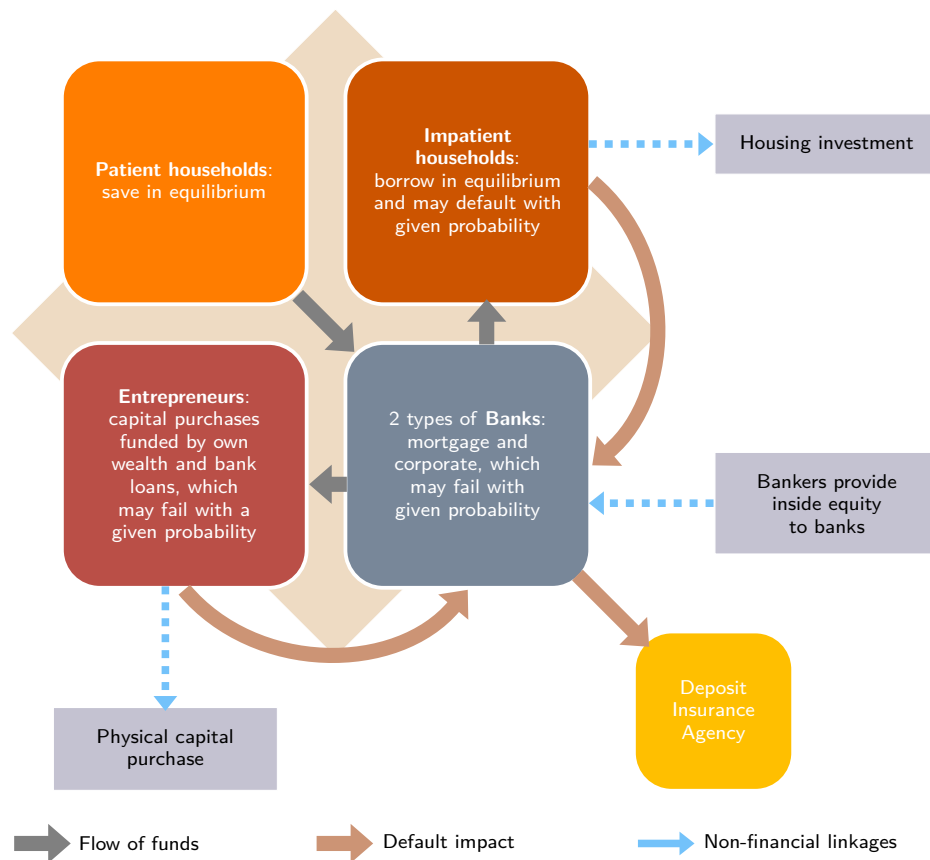 Patient households:
save in equilibrium
Impatient
households:
borrow in equilibrium
and may default with
given probability
Housing investment
Entrepreneurs:
capital purchases
funded by own
wealth and bank
loans, which
may fail with a
given probability
2 types of Banks:
mortgage and
corporate, which
may fail with
given probability
Bankers provide
inside equity
to banks
Deposit
Insurance
Agency
Physical capital
purchase
Flow of funds
Default impact
Non-financial linkages